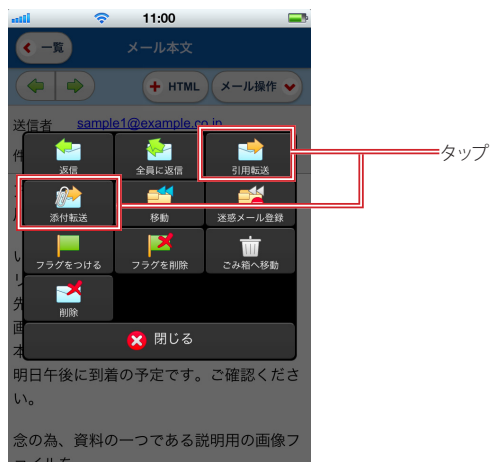 11:00
一覧
メール本文
+ HTML
メール操作
送信者 sample1@example.co.jp
件
返信
全員に返信
引用転送
タップ
添付転送
移動
迷惑メール登録
フラグをつける
フラグを削除
ごみ箱へ移動
い
リ
削除
先
画
閉じる
本
明日午後に到着の予定です。ご確認くださ
い。
念の為、資料の一つである説明用の画像フ
ァイルを